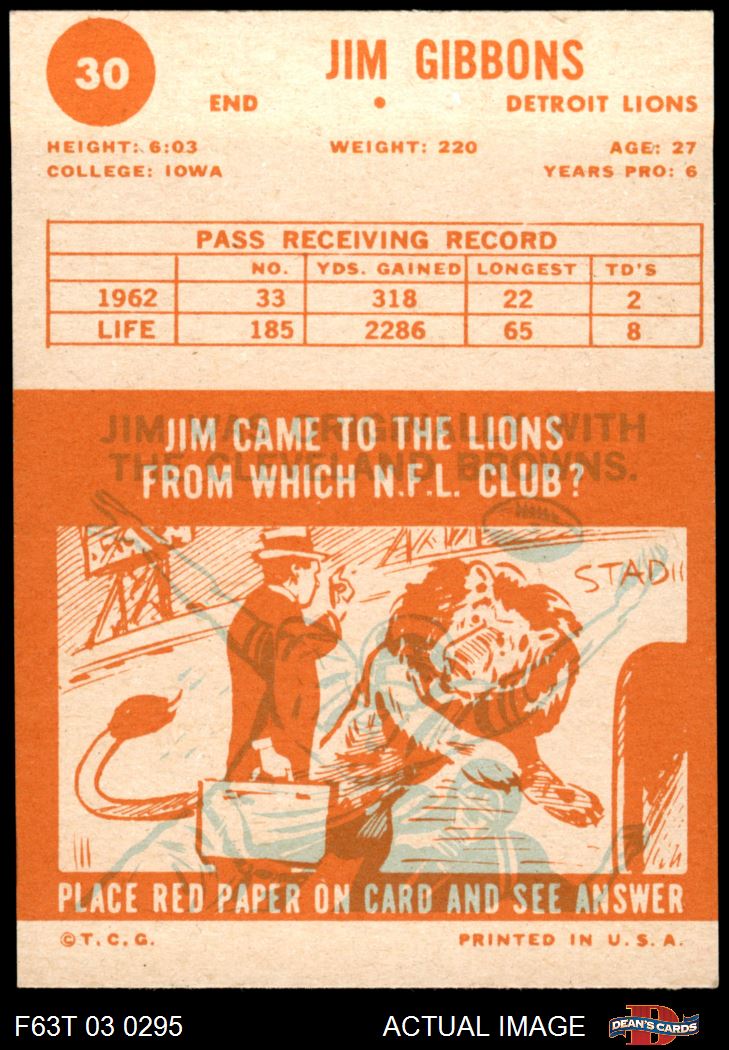 30
JIM GIBBONS
END • DETROIT LIONS
HEIGHT: 6:03 WEIGHT: 220 AGE: 27
COLLEGE: IOWA YEARS PRO: 6
PASS RECEIVING RECORD
NO. YDS. GAINED LONGEST TD'S
1962 33 318 22 2
LIFE 185 2286 65 8
JIM WAS ORIGINALLY WITH
THE CLEVELAND BROWNS.
JIM CAME TO THE LIONS
FROM WHICH N.F.L. CLUB?
STADI
PLACE RED PAPER ON CARD AND SEE ANSWER
©T.C.G. PRINTED IN U.S.A.
F63T 03 0295 ACTUAL IMAGE D DEAN'S CARDS